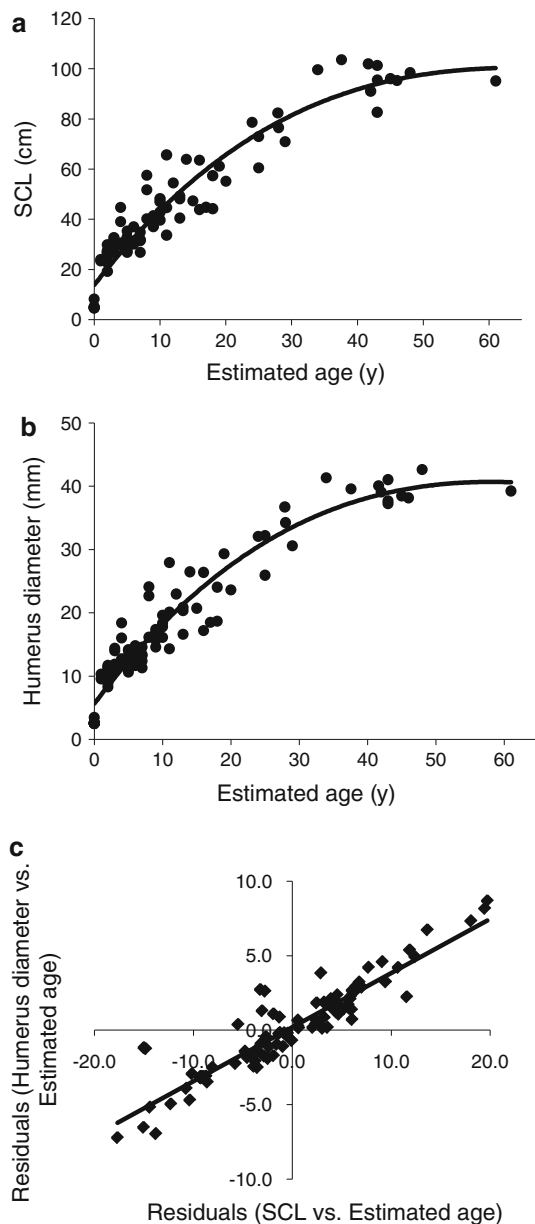 a
120
100
80
60
40
20
0
SCL (cm)
0 10 20 30 40 50 60
Estimated age (y)
b
50
40
30
20
10
0
Humerus diameter (mm)
0 10 20 30 40 50 60
Estimated age (y)
c
Residuals (Humerus diameter vs.
Estimated age)
10.0
5.0
0.0
-20.0 -10.0 0.0 10.0 20.0
-5.0
-10.0
Residuals (SCL vs. Estimated age)